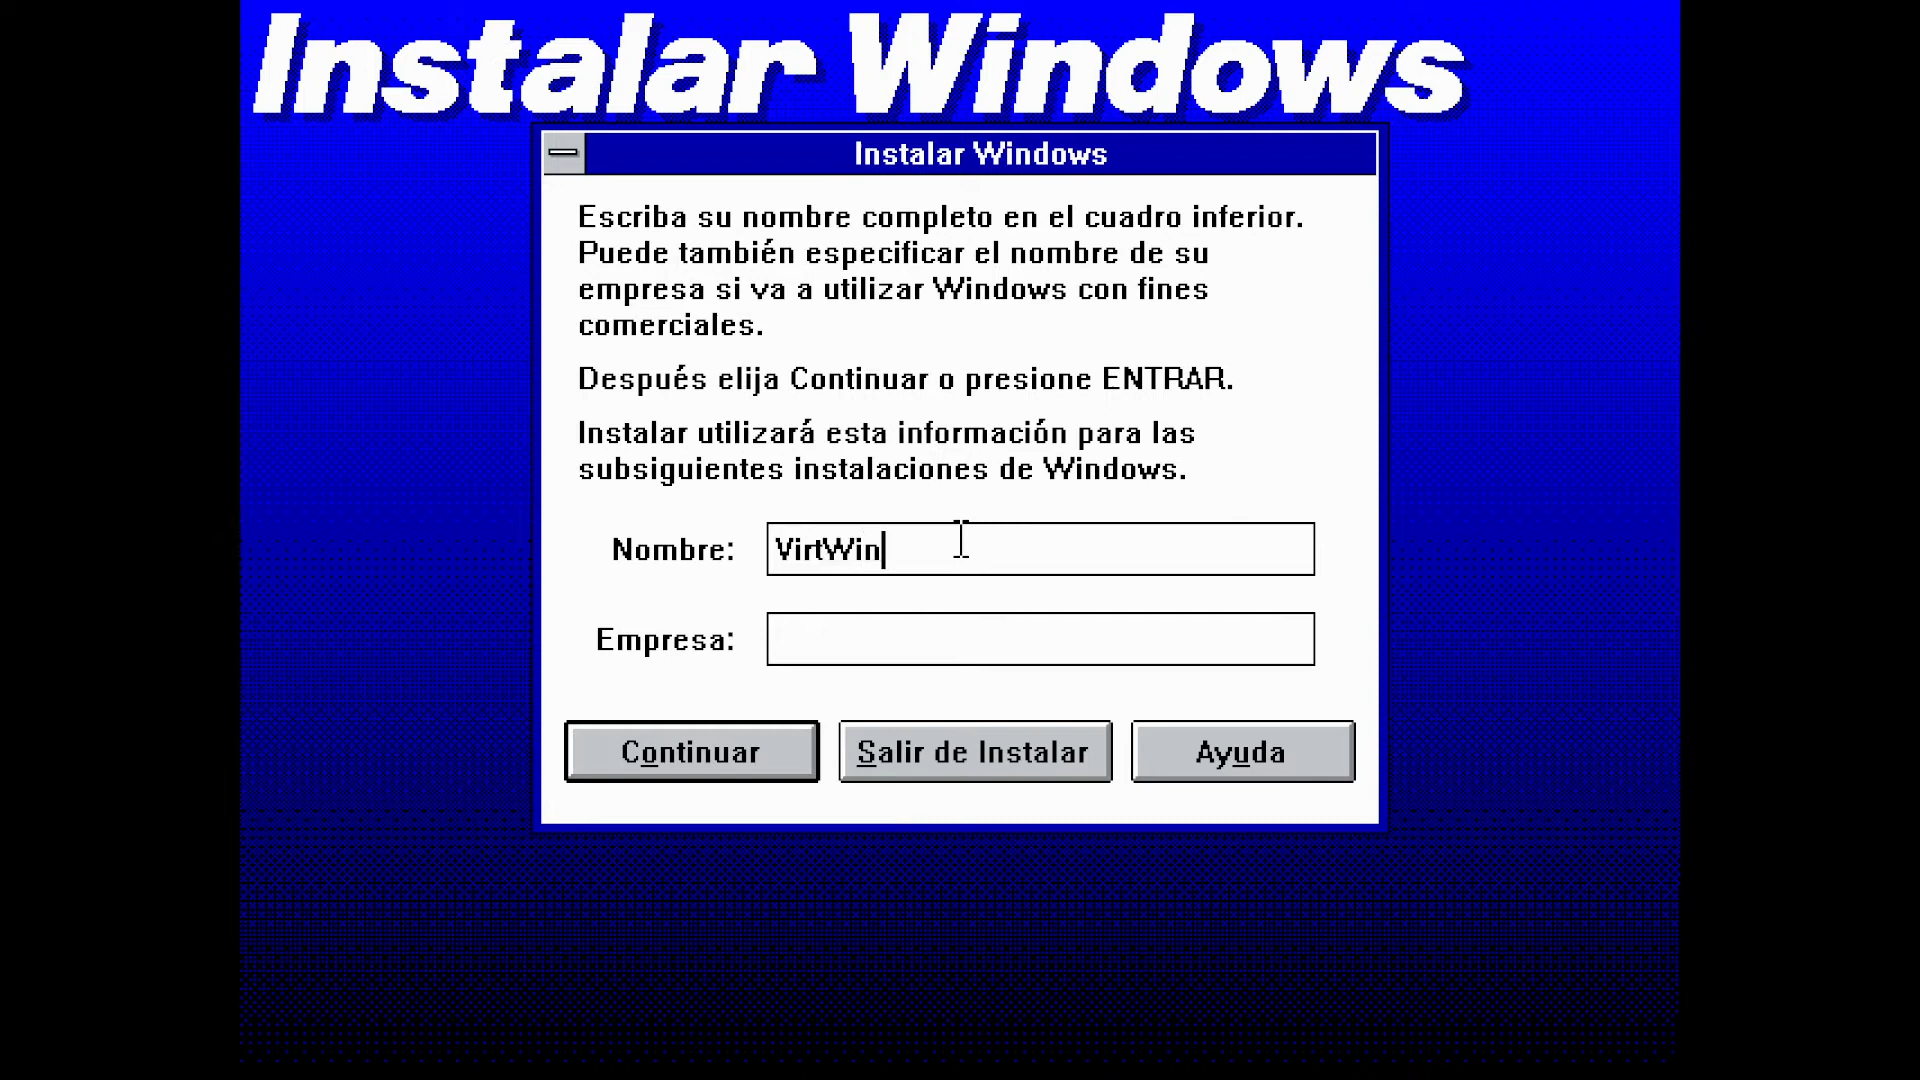 Instalar Windows
Instalar Windows
Escriba su nombre completo en el cuadro inferior.
Puede también especificar el nombre de su
empresa si va a utilizar Windows con fines
comerciales.
Después elija Continuar o presione ENTRAR.
Instalar utilizará esta información para las
subsiguientes instalaciones de Windows.
Nombre: VirtWin
Empresa:
Continuar Salir de Instalar Ayuda